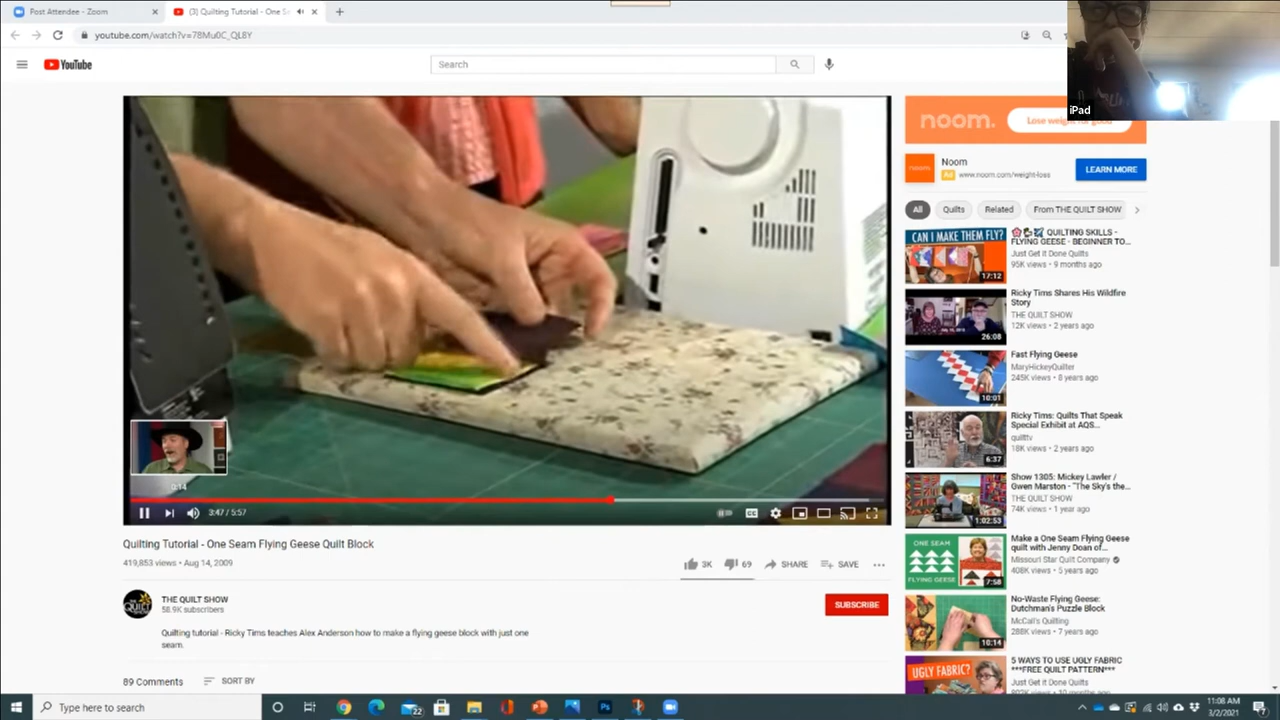 Post Attendee - Zoom
(3) Quilting Tutorial - One Se
youtube.com/watch?v=78Mu0C_QL8Y
YouTube
Search
iPad
noom.
Lose weight for good
Noom
Ad www.noom.com/weight-loss
LEARN MORE
All
Quilts
Related
From THE QUILT SHOW
CAN I MAKE THEM FLY?
17:12
QUILTING SKILLS -
FLYING GEESE - BEGINNER TO...
Just Get it Done Quilts
95K views • 9 months ago
26:08
Ricky Tims Shares His Wildfire
Story
THE QUILT SHOW
12K views • 2 years ago
10:01
Fast Flying Geese
MaryHickeyQuilter
245K views • 8 years ago
6:37
Ricky Tims: Quilts That Speak
Special Exhibit at AQS...
quilttv
18K views • 2 years ago
1:02:53
Show 1305: Mickey Lawler /
Gwen Marston - "The Sky's the...
THE QUILT SHOW
74K views • 1 year ago
ONE SEAM
FLYING GEESE
7:58
Make a One Seam Flying Geese
quilt with Jenny Doan of...
Missouri Star Quilt Company
408K views • 5 years ago
10:14
No-Waste Flying Geese:
Dutchman's Puzzle Block
McCall's Quilting
288K views • 7 years ago
UGLY FABRIC?
5 WAYS TO USE UGLY FABRIC
***FREE QUILT PATTERN***
Just Get it Done Quilts
0:14
3:47 / 5:57
CC
Quilting Tutorial - One Seam Flying Geese Quilt Block
419,853 views • Aug 14, 2009
3K
69
SHARE
SAVE
THE QUILT SHOW
58.9K subscribers
SUBSCRIBE
Quilting tutorial - Ricky Tims teaches Alex Anderson how to make a flying geese block with just one
seam.
89 Comments
SORT BY
Type here to search
22
Ps
11:08 AM
3/2/2021
7